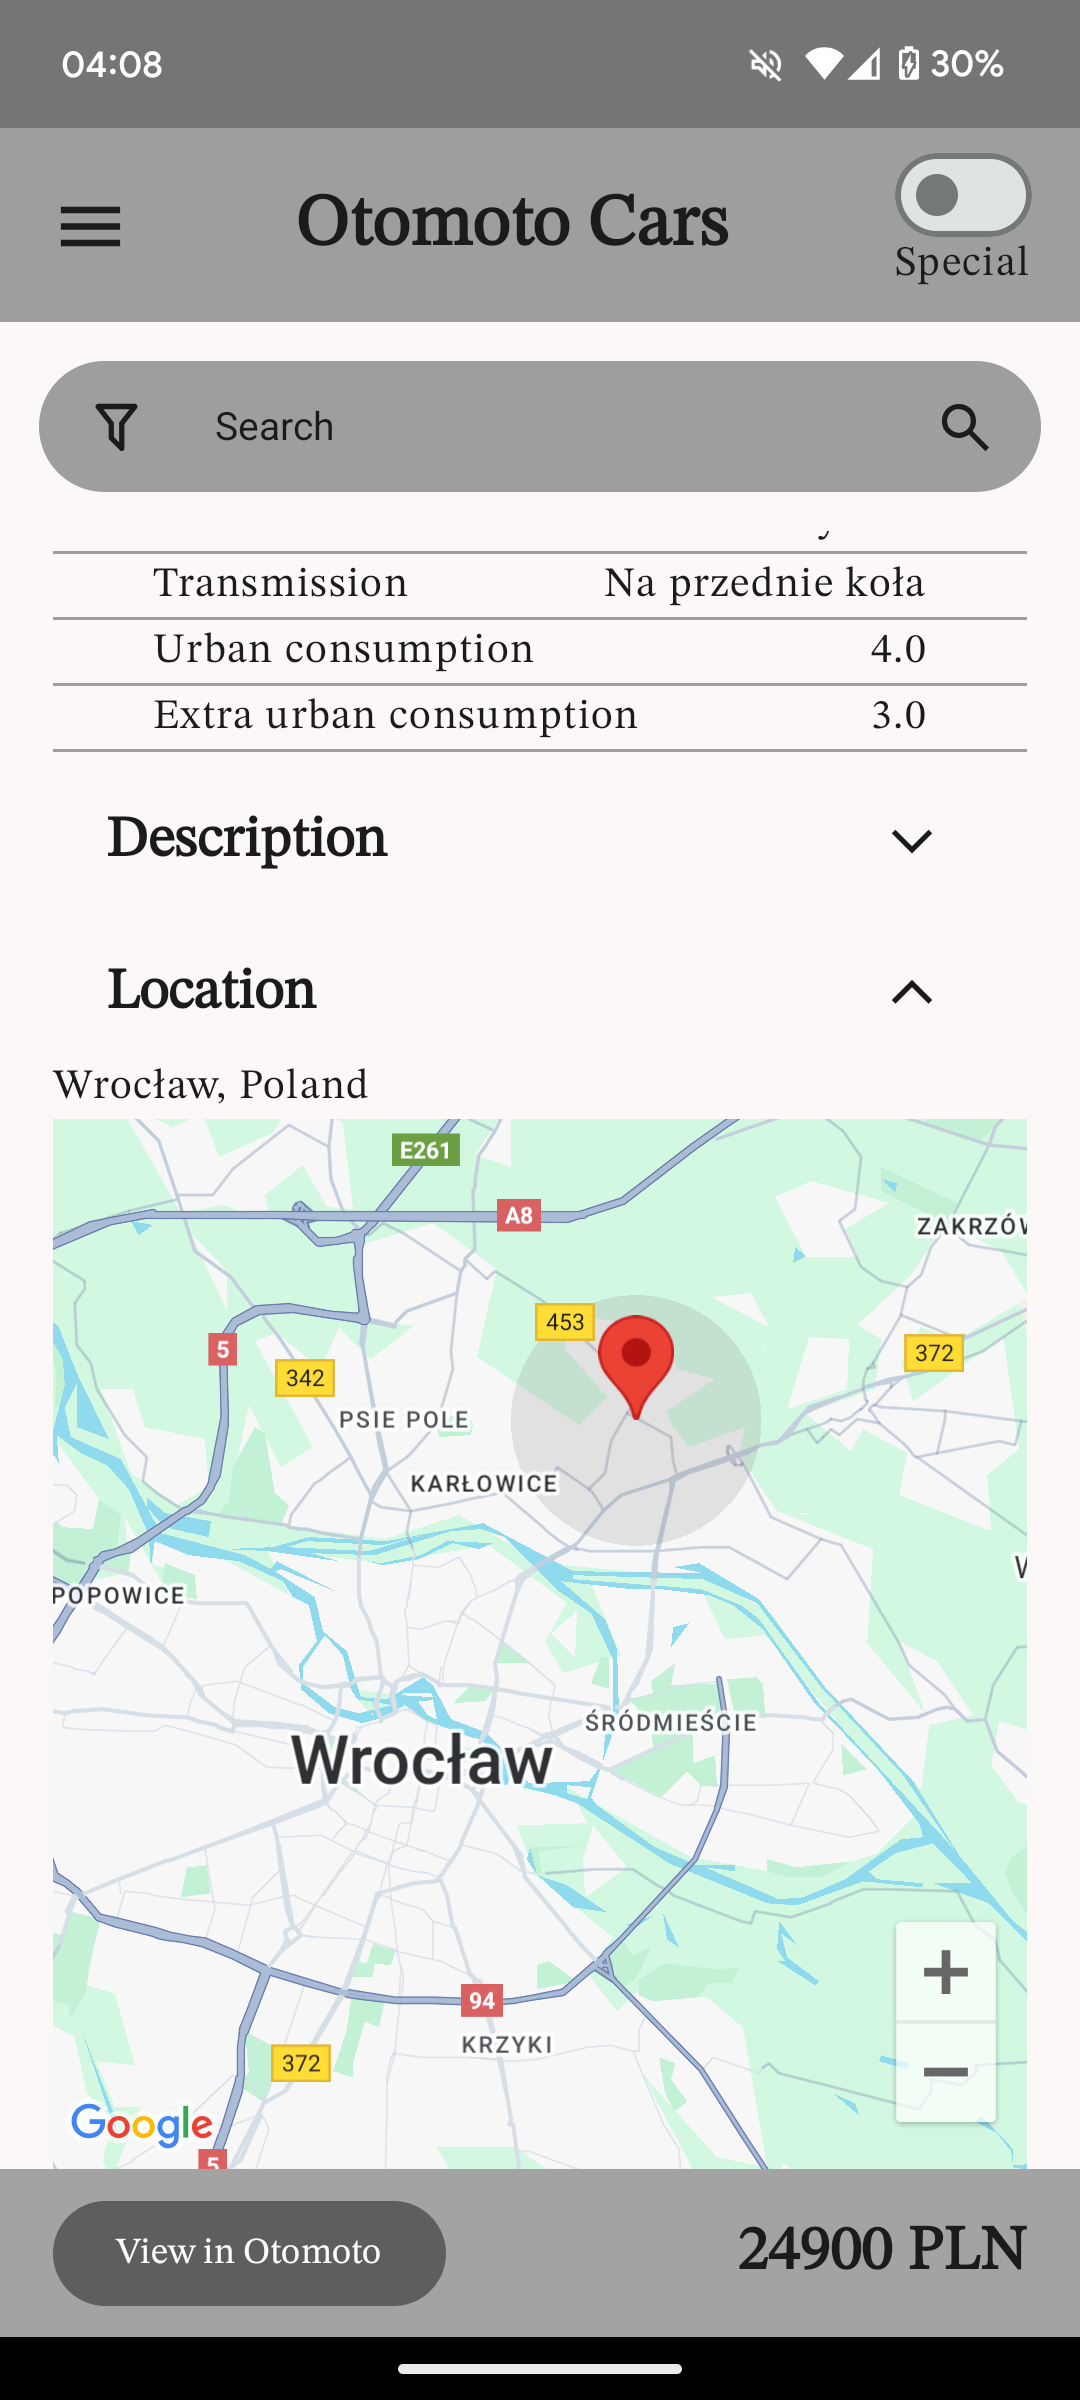 04:08
30%
Otomoto Cars
Special
Search
Transmission Na przednie koła
Urban consumption 4.0
Extra urban consumption 3.0
Description
Location
Wrocław, Poland
E261
A8
ZAKRZÓW
453
5
342
372
PSIE POLE
KARŁOWICE
POPOWICE
ŚRÓDMIEŚCIE
Wrocław
94
KRZYKI
372
Google
5
+
−
View in Otomoto
24900 PLN